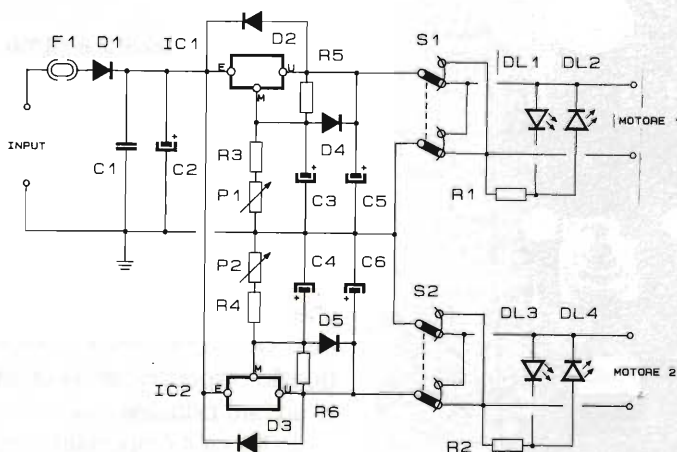 F1
D1
IC1
D2
R5
S1
DL1
DL2
E
U
M
INPUT
C1
C2
R3
D4
P1
C3
C5
R1
MOTORE
P2
C4
C6
S2
R4
D5
DL3
DL4
M
IC2
E
U
R6
MOTORE 2
D3
R2
+
+
+
+
+